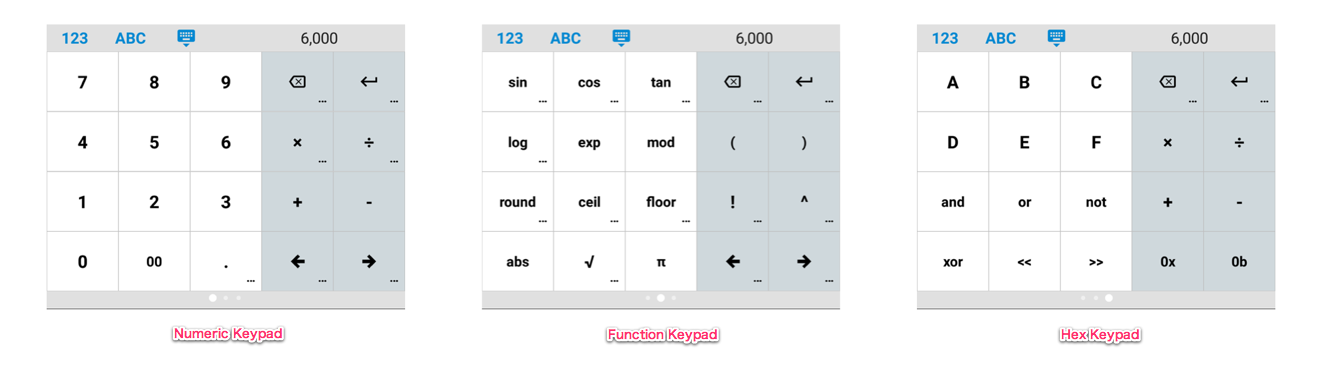 123 ABC 6,000
7 8 9
4 5 6 × ÷
1 2 3 + -
0 00 .
Numeric Keypad
123 ABC 6,000
sin cos tan
log exp mod ( )
round ceil floor ! ^
abs √ π
Function Keypad
123 ABC 6,000
A B C
D E F × ÷
and or not + -
xor << >> 0x 0b
Hex Keypad